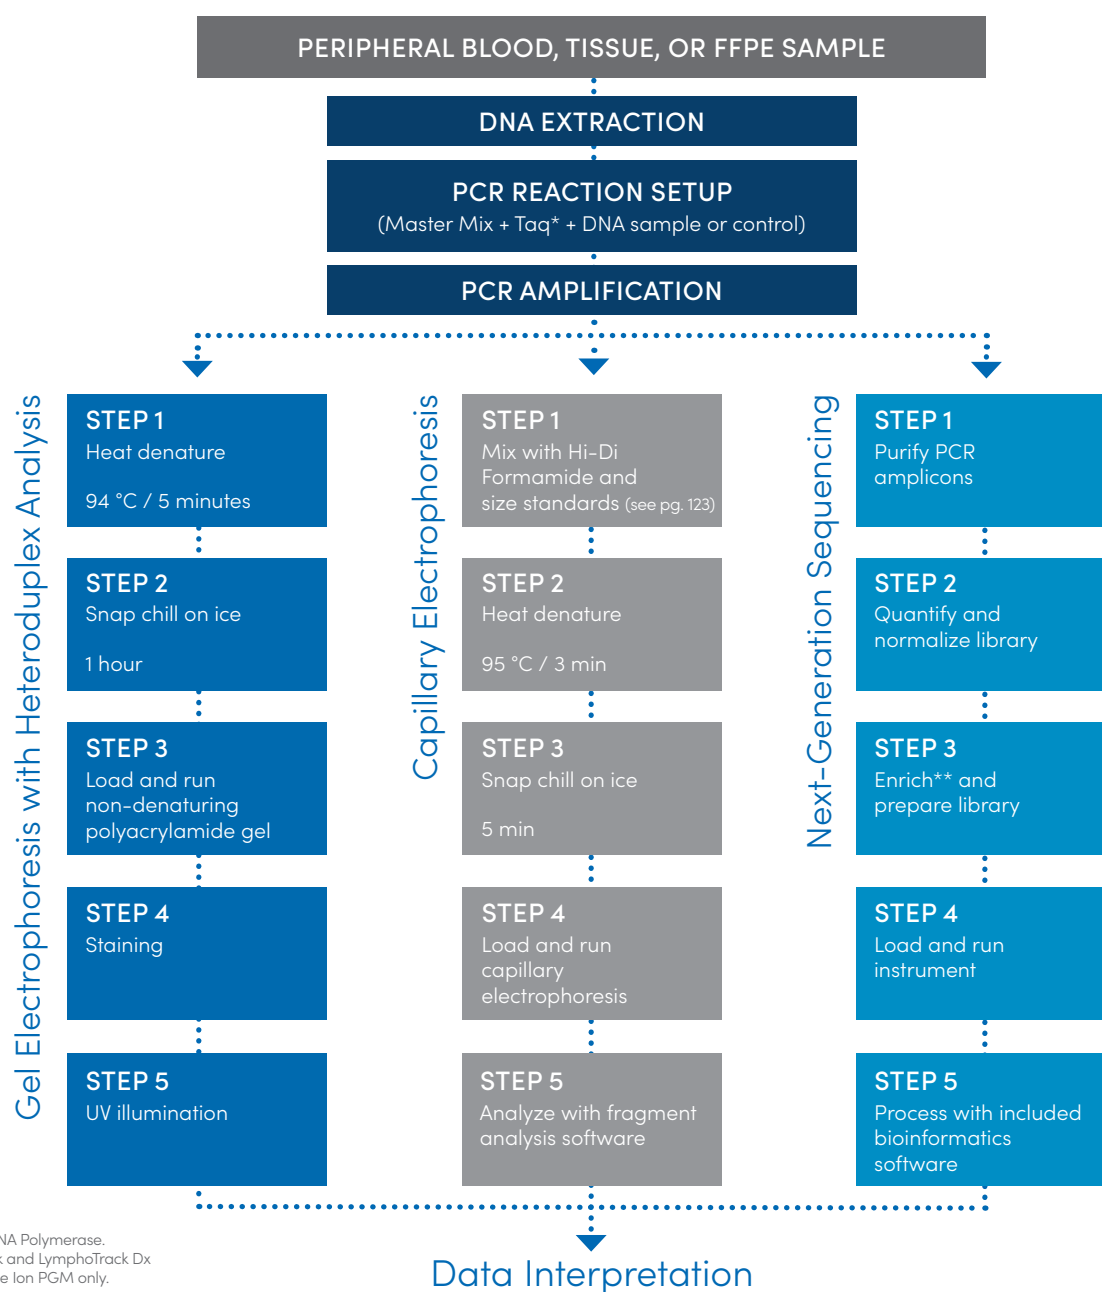 PERIPHERAL BLOOD, TISSUE, OR FFPE SAMPLE
DNA EXTRACTION
PCR REACTION SETUP
(Master Mix + Taq* + DNA sample or control)
PCR AMPLIFICATION
Gel Electrophoresis with Heteroduplex Analysis
STEP 1
Heat denature
94 °C / 5 minutes
STEP 2
Snap chill on ice
1 hour
STEP 3
Load and run
non-denaturing
polyacrylamide gel
STEP 4
Staining
STEP 5
UV illumination
Capillary Electrophoresis
STEP 1
Mix with Hi-Di
Formamide and
size standards (see pg. 123)
STEP 2
Heat denature
95 °C / 3 min
STEP 3
Snap chill on ice
5 min
STEP 4
Load and run
capillary
electrophoresis
STEP 5
Analyze with fragment
analysis software
Next-Generation Sequencing
STEP 1
Purify PCR
amplicons
STEP 2
Quantify and
normalize library
STEP 3
Enrich** and
prepare library
STEP 4
Load and run
instrument
STEP 5
Process with included
bioinformatics
software
Polymerase.
and LymphoTrack Dx
Ion PGM only.
Data Interpretation